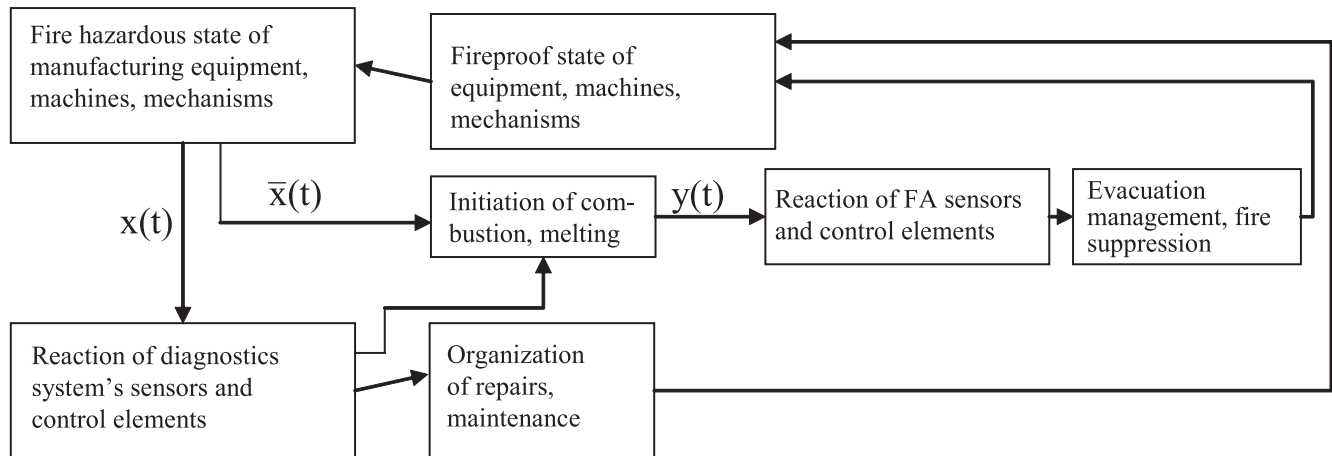 Fire hazardous state of
manufacturing equipment,
machines, mechanisms
Fireproof state of
equipment, machines,
mechanisms
x(t)
x̅(t)
Initiation of com-
bustion, melting
y(t)
Reaction of FA sensors
and control elements
Evacuation
management, fire
suppression
Reaction of diagnostics
system’s sensors and
control elements
Organization
of repairs,
maintenance